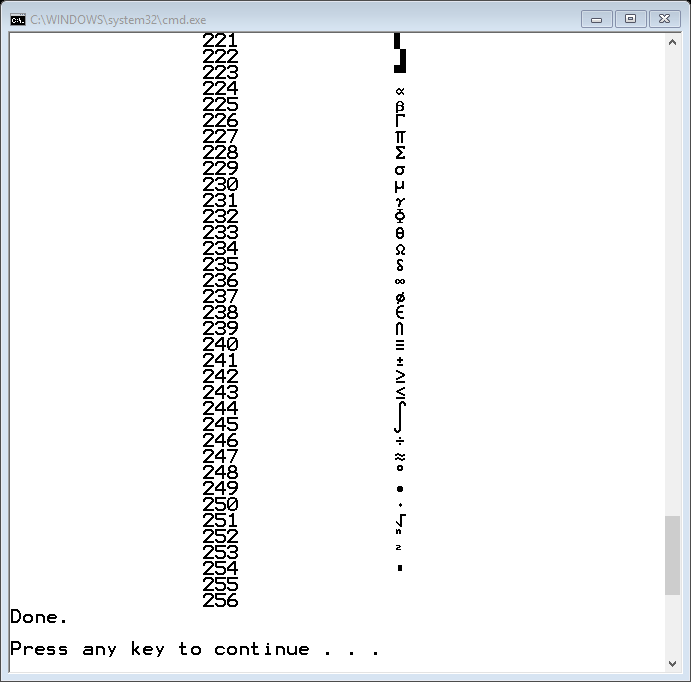 C:\WINDOWS\system32\cmd.exe
221 ▌
222 ▐
223 ▀
224 α
225 β
226 Γ
227 π
228 Σ
229 σ
230 µ
231 γ
232 Φ
233 θ
234 Ω
235 δ
236 ∞
237 ø
238 ∈
239 ∩
240 ≡
241 ±
242 ≥
243 ≤
244 ⌠
245 ⌡
246 ÷
247 ≈
248 °
249 •
250 ·
251 √
252 ⁿ
253 ²
254 ■
255
256
Done.
Press any key to continue . . .